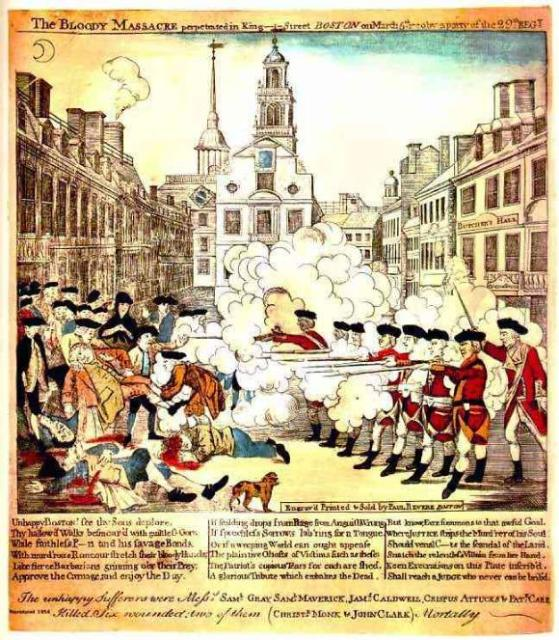 The BLOODY MASSACRE perpetrated in King Street BOSTON on March 5th 1770 by a party of the 29th REGT
BUTCHER'S HALL
Engrav'd Printed & Sold by PAUL REVERE BOSTON
Unhappy BOSTON! see thy Sons deplore,
Thy hallow'd Walks besmear'd with guiltless Gore.
While faithless P—n and his savage Bands,
With murd'rous Rancour stretch their bloody Hands;
Like fierce Barbarians grinning o'er their Prey,
Approve the Carnage, and enjoy the Day.
If scalding drops from Rage from Anguish Wrung
If speechless Sorrows lab'ring for a Tongue,
Or if a weeping World can ought appease
The plaintive Ghosts of Victims such as these;
The Patriot's copious Tears for each are shed,
A glorious Tribute which embalms the Dead.
But know, FATE summons to that awful Goal,
Where JUSTICE strips the Murd'rer of his Soul:
Should venal C—ts the scandal of the Land,
Snatch the relentless Villain from her Hand,
Keen Execrations on this Plate inscrib'd,
Shall reach a JUDGE who never can be brib'd.
The unhappy Sufferers were Messrs SAML GRAY, SAML MAVERICK, JAMS CALDWELL, CRISPUS ATTUCKS & PATK CARR
Killed. Six wounded; two of them (CHRISTR MONK & JOHN CLARK) Mortally